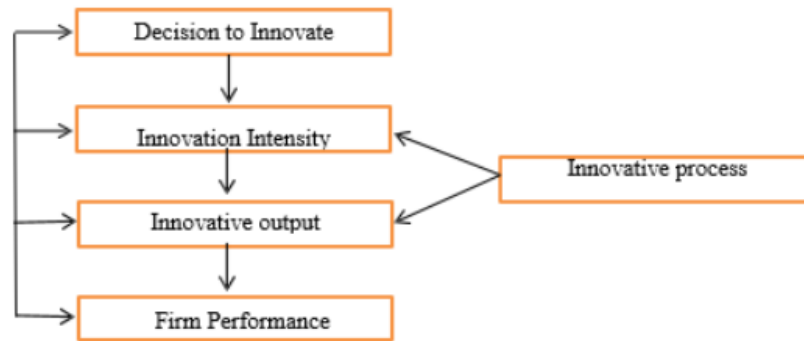 Decision to Innovate
Innovation Intensity
Innovative process
Innovative output
Firm Performance